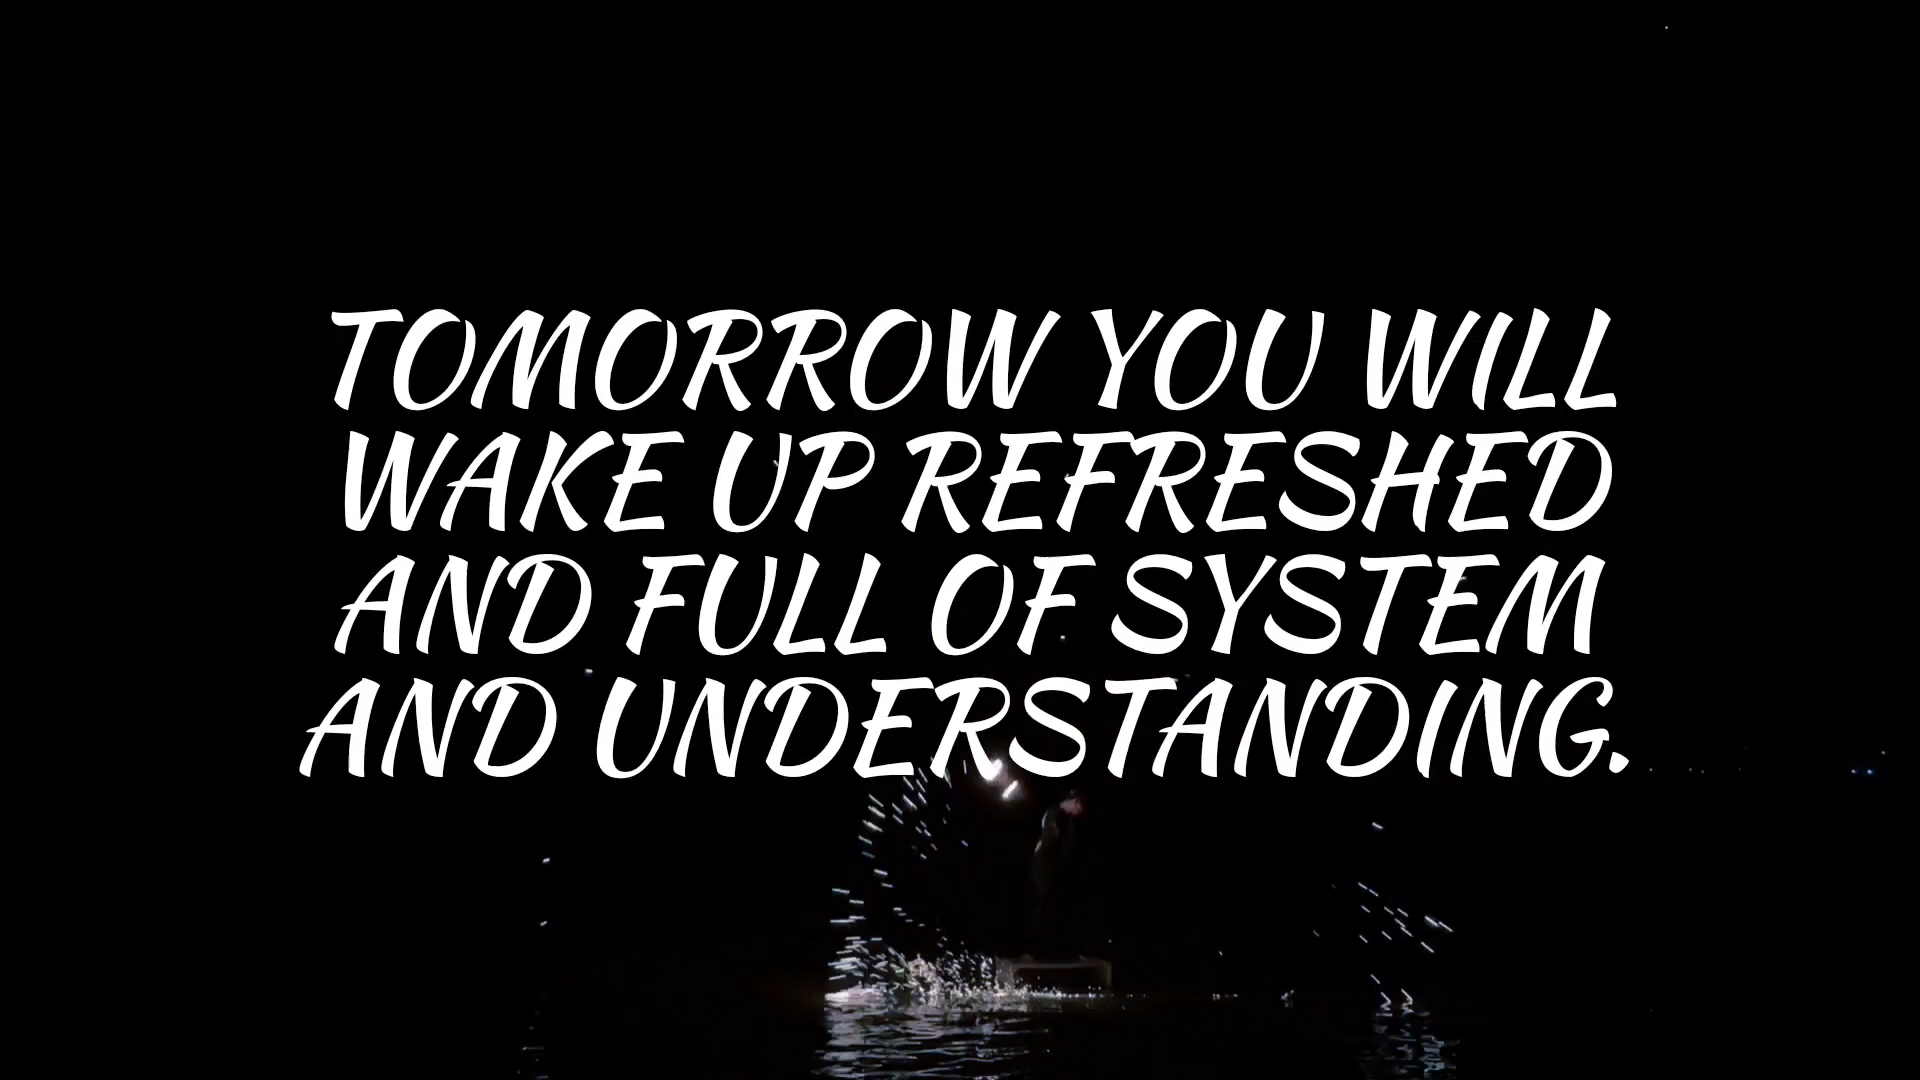 TOMORROW YOU WILL
WAKE UP REFRESHED
AND FULL OF SYSTEM
AND UNDERSTANDING.